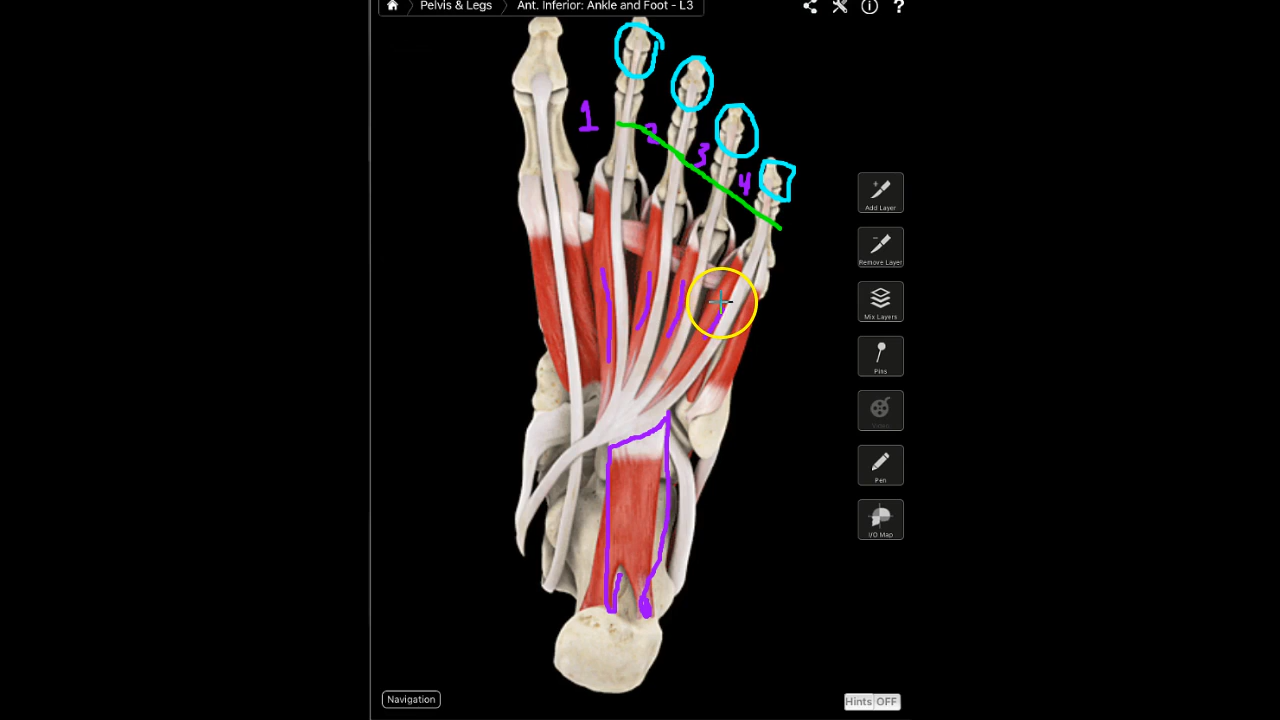 Pelvis & Legs Ant. Inferior: Ankle and Foot - L3 ?
1
2
3
4
Add Layer
Remove Layer
Mix Layers
Pins
Video
Pen
I/O Map
Navigation
Hints OFF